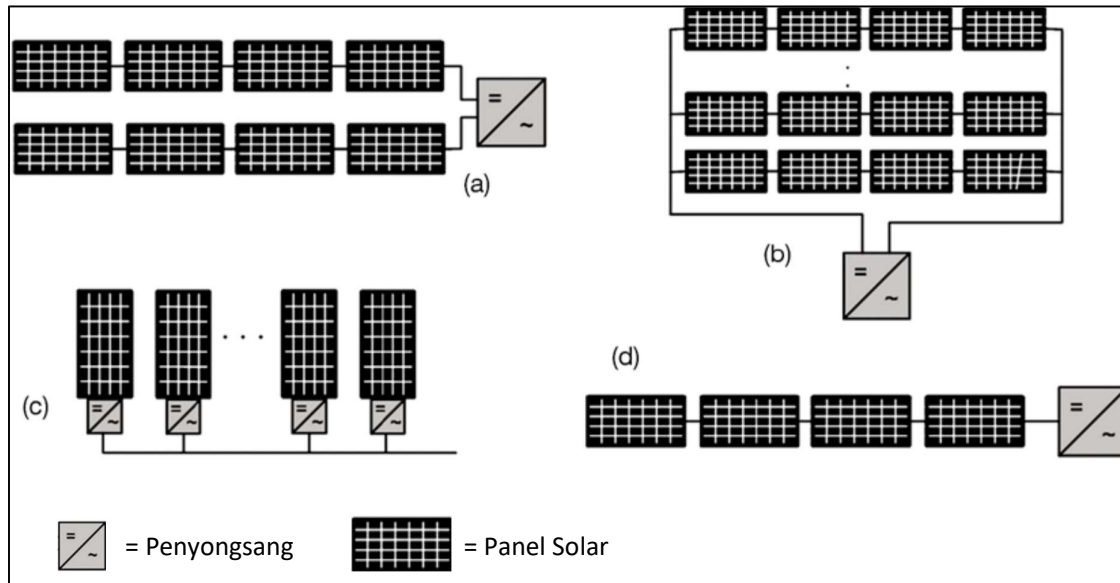 (a)
(b)
(c)
(d)
= Penyongsang
= Panel Solar